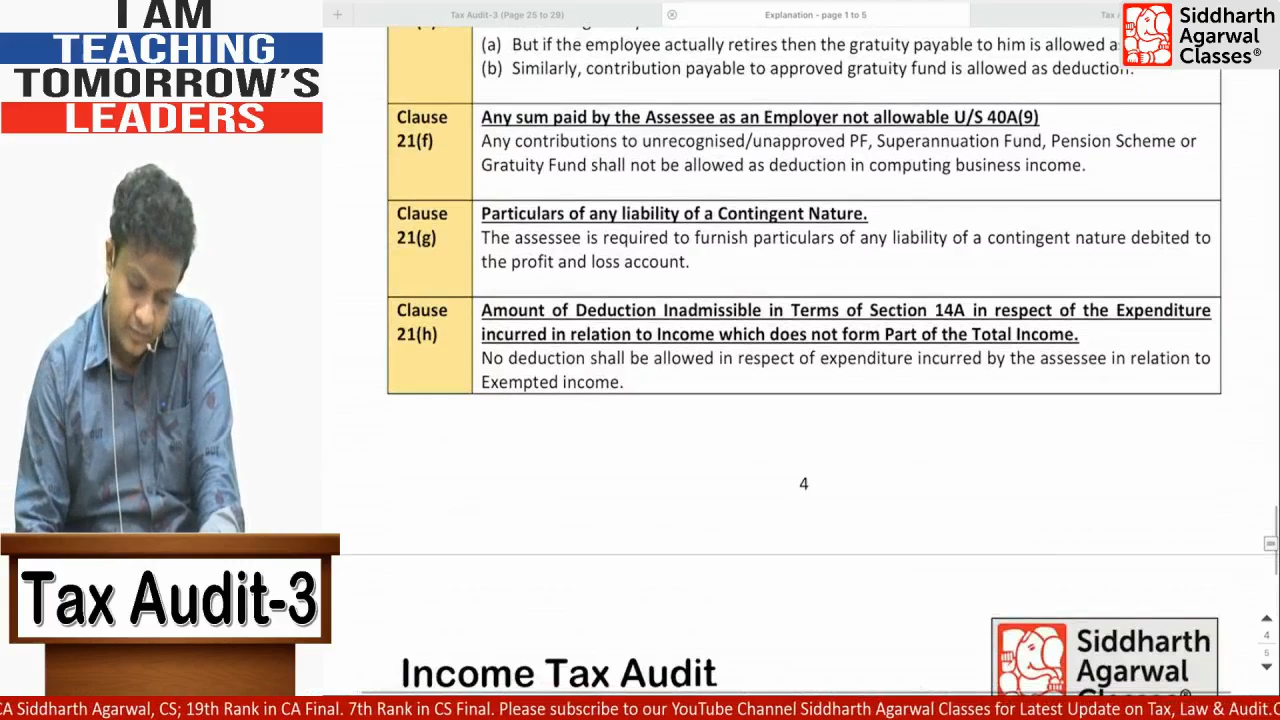 I AM
TEACHING
TOMORROW'S
LEADERS
Tax Audit-3 (Page 25 to 29)
Explanation - page 1 to 5
Siddharth
Agarwal
Classes®
(a) But if the employee actually retires then the gratuity payable to him is allowed
(b) Similarly, contribution payable to approved gratuity fund is allowed as deduction.
Clause
21(f)
Any sum paid by the Assessee as an Employer not allowable U/S 40A(9)
Any contributions to unrecognised/unapproved PF, Superannuation Fund, Pension Scheme or
Gratuity Fund shall not be allowed as deduction in computing business income.
Clause
21(g)
Particulars of any liability of a Contingent Nature.
The assessee is required to furnish particulars of any liability of a contingent nature debited to
the profit and loss account.
Clause
21(h)
Amount of Deduction Inadmissible in Terms of Section 14A in respect of the Expenditure
incurred in relation to Income which does not form Part of the Total Income.
No deduction shall be allowed in respect of expenditure incurred by the assessee in relation to
Exempted income.
4
4
5
Tax Audit-3
Income Tax Audit
Siddharth
Agarwal
Classes®
CA Siddharth Agarwal, CS; 19th Rank in CA Final. 7th Rank in CS Final. Please subscribe to our YouTube Channel Siddharth Agarwal Classes for Latest Update on Tax, Law & Audit.